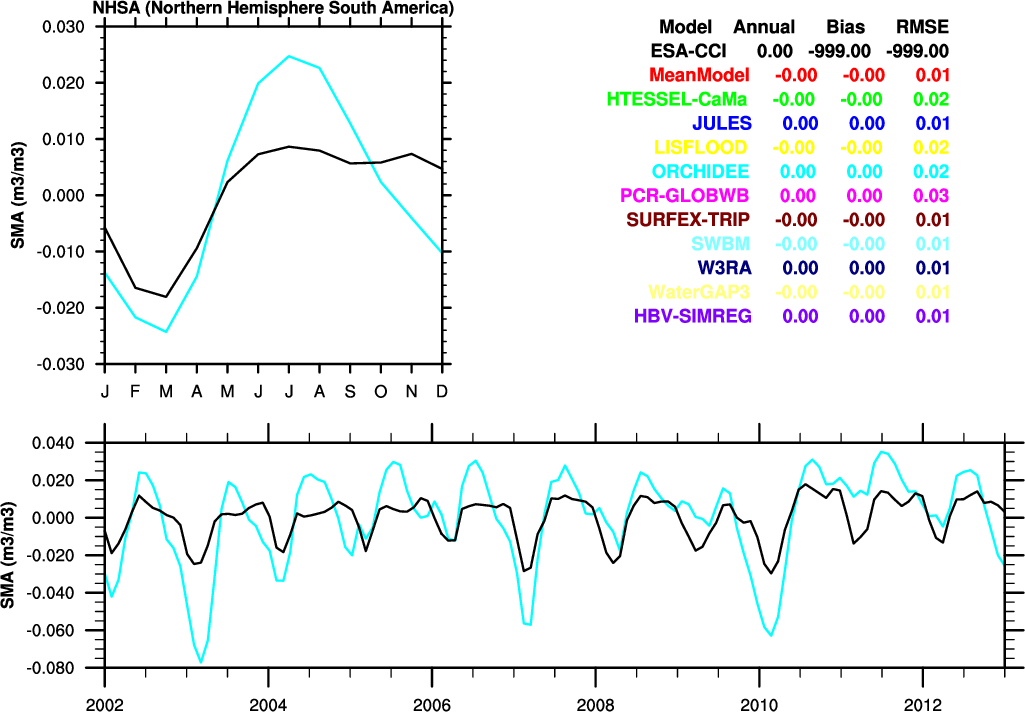 NHSA (Northern Hemisphere South America)
0.030
0.020
0.010
0.000
-0.010
-0.020
-0.030
SMA (m3/m3)
J F M A M J J A S O N D
Model Annual Bias RMSE
ESA-CCI 0.00 -999.00 -999.00
MeanModel -0.00 -0.00 0.01
HTESSEL-CaMa -0.00 -0.00 0.02
JULES 0.00 0.00 0.01
LISFLOOD -0.00 -0.00 0.02
ORCHIDEE 0.00 0.00 0.02
PCR-GLOBWB 0.00 0.00 0.03
SURFEX-TRIP -0.00 -0.00 0.01
SWBM -0.00 -0.00 0.01
W3RA 0.00 0.00 0.01
WaterGAP3 -0.00 -0.00 0.01
HBV-SIMREG 0.00 0.00 0.01
0.040
0.020
0.000
-0.020
-0.040
-0.060
-0.080
SMA (m3/m3)
2002 2004 2006 2008 2010 2012